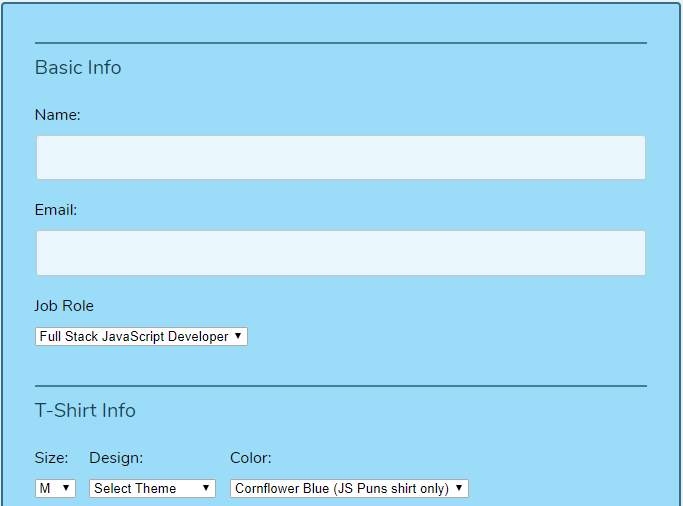 Basic Info
Name:
Email:
Job Role
Full Stack JavaScript Developer
T-Shirt Info
Size: Design: Color:
M Select Theme Cornflower Blue (JS Puns shirt only)